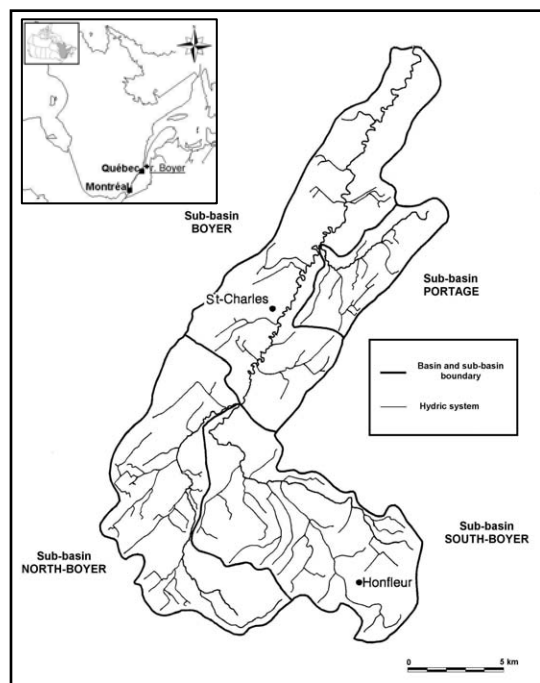 Québec
r. Boyer
Montréal
Sub-basin
BOYER
Sub-basin
PORTAGE
St-Charles
Basin and sub-basin
boundary
Hydric system
Sub-basin
NORTH-BOYER
Sub-basin
SOUTH-BOYER
Honfleur
0 5 km